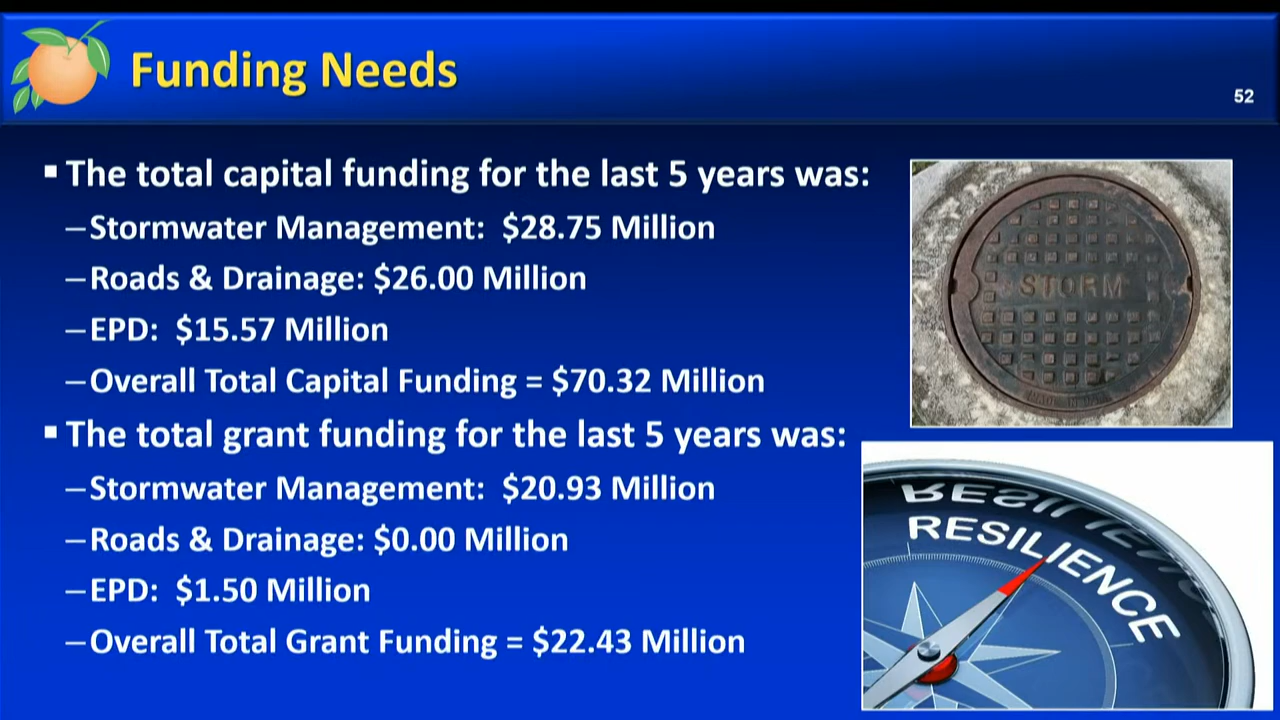 Funding Needs
52
▪ The total capital funding for the last 5 years was:
–Stormwater Management: $28.75 Million
–Roads & Drainage: $26.00 Million
–EPD: $15.57 Million
–Overall Total Capital Funding = $70.32 Million
▪ The total grant funding for the last 5 years was:
–Stormwater Management: $20.93 Million
–Roads & Drainage: $0.00 Million
–EPD: $1.50 Million
–Overall Total Grant Funding = $22.43 Million
STORM
RESILIENCE